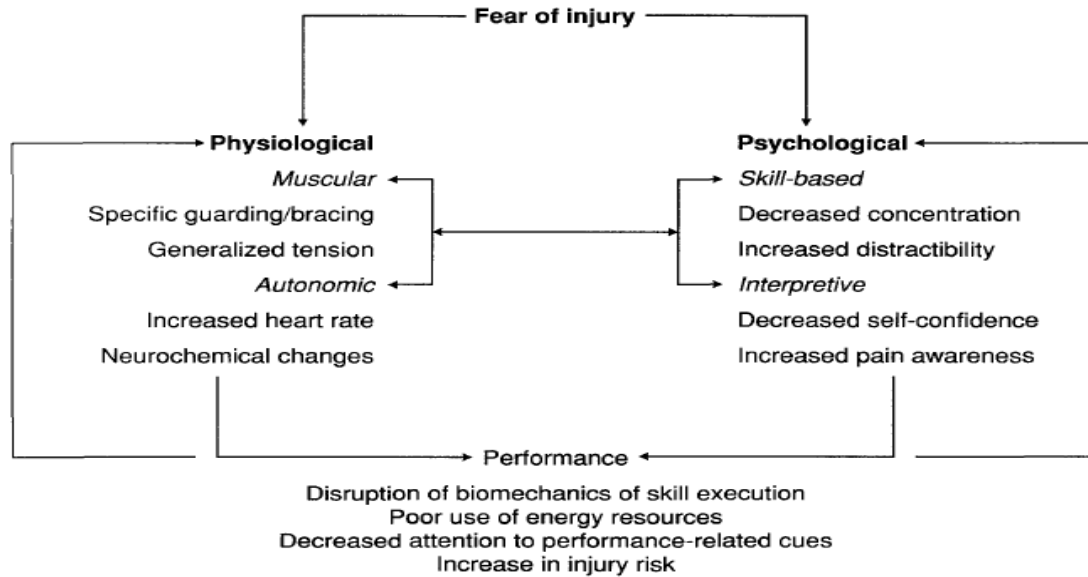 Fear of injury
Physiological
Muscular
Specific guarding/bracing
Generalized tension
Autonomic
Increased heart rate
Neurochemical changes
Psychological
Skill-based
Decreased concentration
Increased distractibility
Interpretive
Decreased self-confidence
Increased pain awareness
Performance
Disruption of biomechanics of skill execution
Poor use of energy resources
Decreased attention to performance-related cues
Increase in injury risk